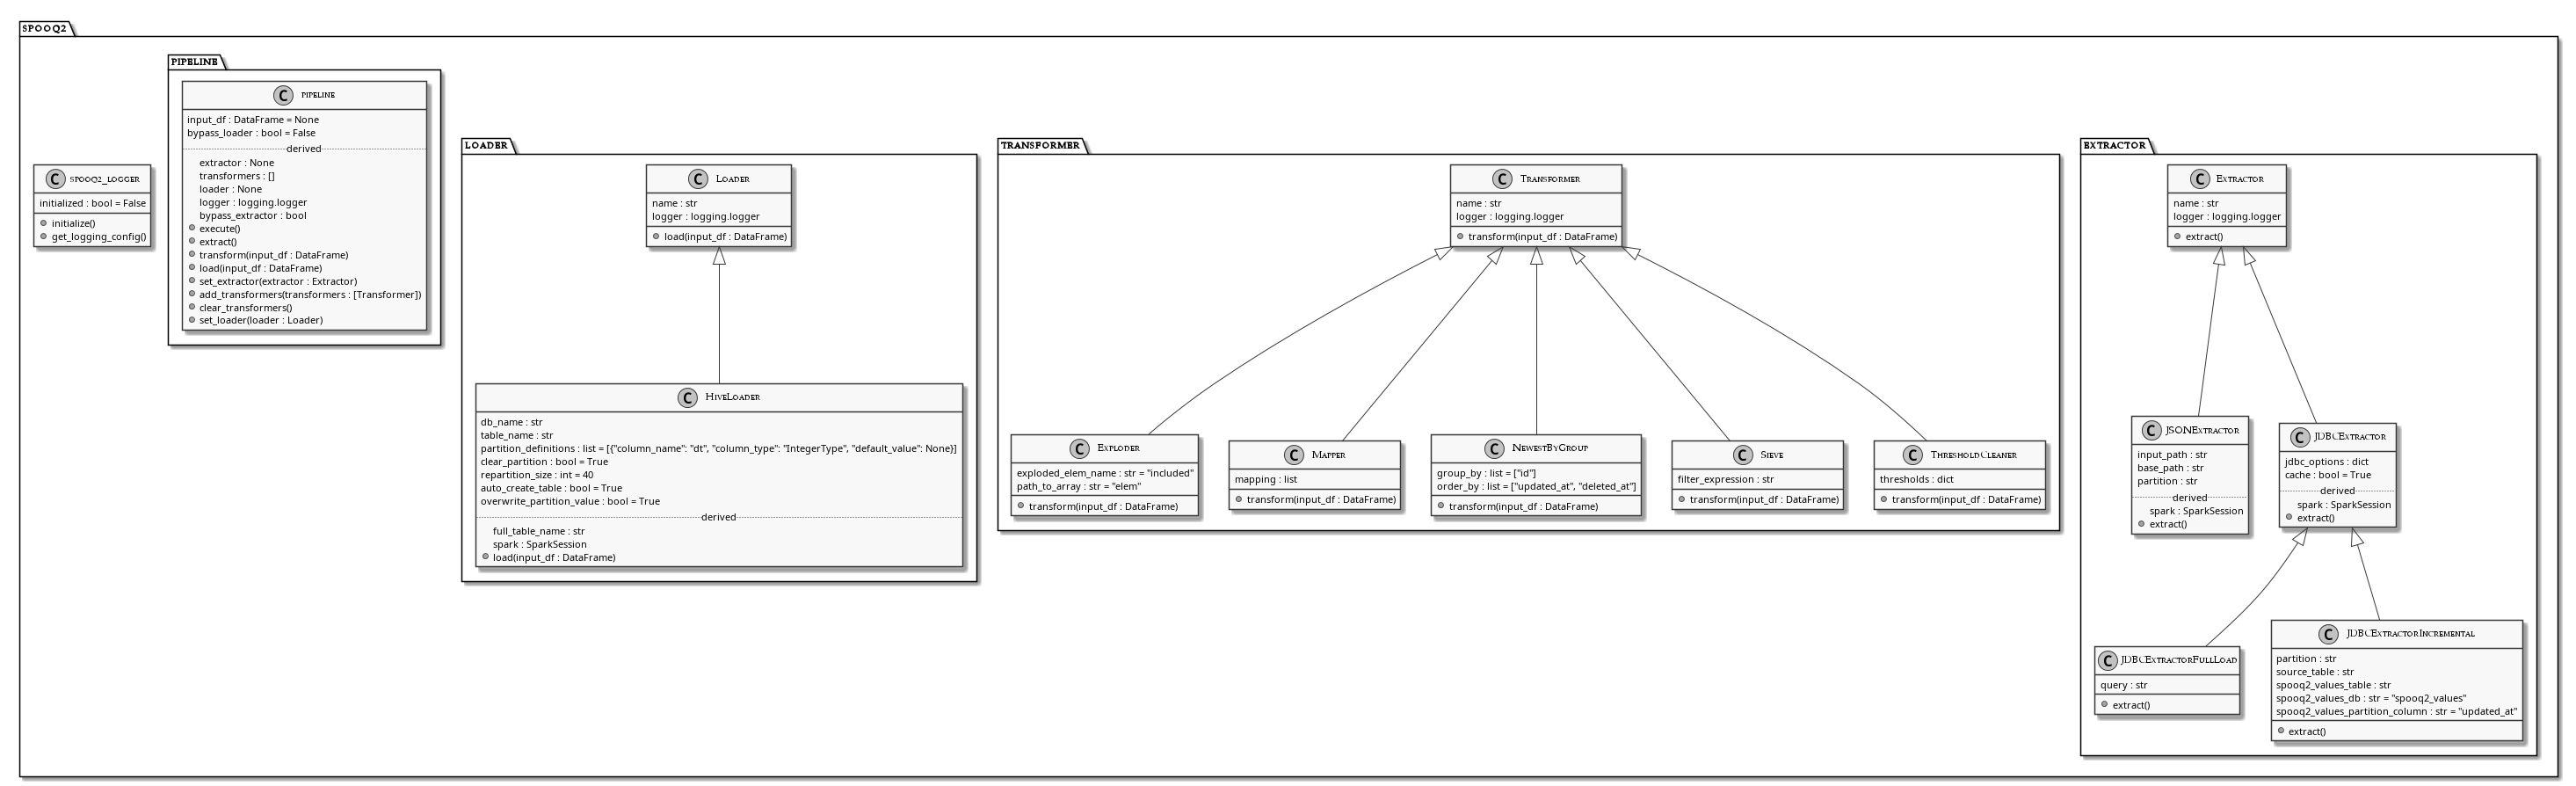 SPOOQ2
PIPELINE
C PIPELINE
input_df : DataFrame = None
bypass_loader : bool = False
derived
extractor : None
transformers : []
loader : None
logger : logging.logger
bypass_extractor : bool
execute()
extract()
transform(input_df : DataFrame)
load(input_df : DataFrame)
set_extractor(extractor : Extractor)
add_transformers(transformers : [Transformer])
clear_transformers()
set_loader(loader : Loader)
C SPOOQ2_LOGGER
initialized : bool = False
initialize()
get_logging_config()
LOADER
C Loader
name : str
logger : logging.logger
load(input_df : DataFrame)
C HiveLoader
db_name : str
table_name : str
partition_definitions : list = [{"column_name": "dt", "column_type": "IntegerType", "default_value": None}]
clear_partition : bool = True
repartition_size : int = 40
auto_create_table : bool = True
overwrite_partition_value : bool = True
derived
full_table_name : str
spark : SparkSession
load(input_df : DataFrame)
TRANSFORMER
C Transformer
name : str
logger : logging.logger
transform(input_df : DataFrame)
C Exploder
exploded_elem_name : str = "included"
path_to_array : str = "elem"
transform(input_df : DataFrame)
C Mapper
mapping : list
transform(input_df : DataFrame)
C NewestByGroup
group_by : list = ["id"]
order_by : list = ["updated_at", "deleted_at"]
transform(input_df : DataFrame)
C Sieve
filter_expression : str
transform(input_df : DataFrame)
C ThresholdCleaner
thresholds : dict
transform(input_df : DataFrame)
EXTRACTOR
C Extractor
name : str
logger : logging.logger
extract()
C JSONExtractor
input_path : str
base_path : str
partition : str
derived
spark : SparkSession
extract()
C JDBCExtractor
jdbc_options : dict
cache : bool = True
derived
spark : SparkSession
extract()
C JDBCExtractorFullLoad
query : str
extract()
C JDBCExtractorIncremental
partition : str
source_table : str
spooq2_values_table : str
spooq2_values_db : str = "spooq2_values"
spooq2_values_partition_column : str = "updated_at"
extract()